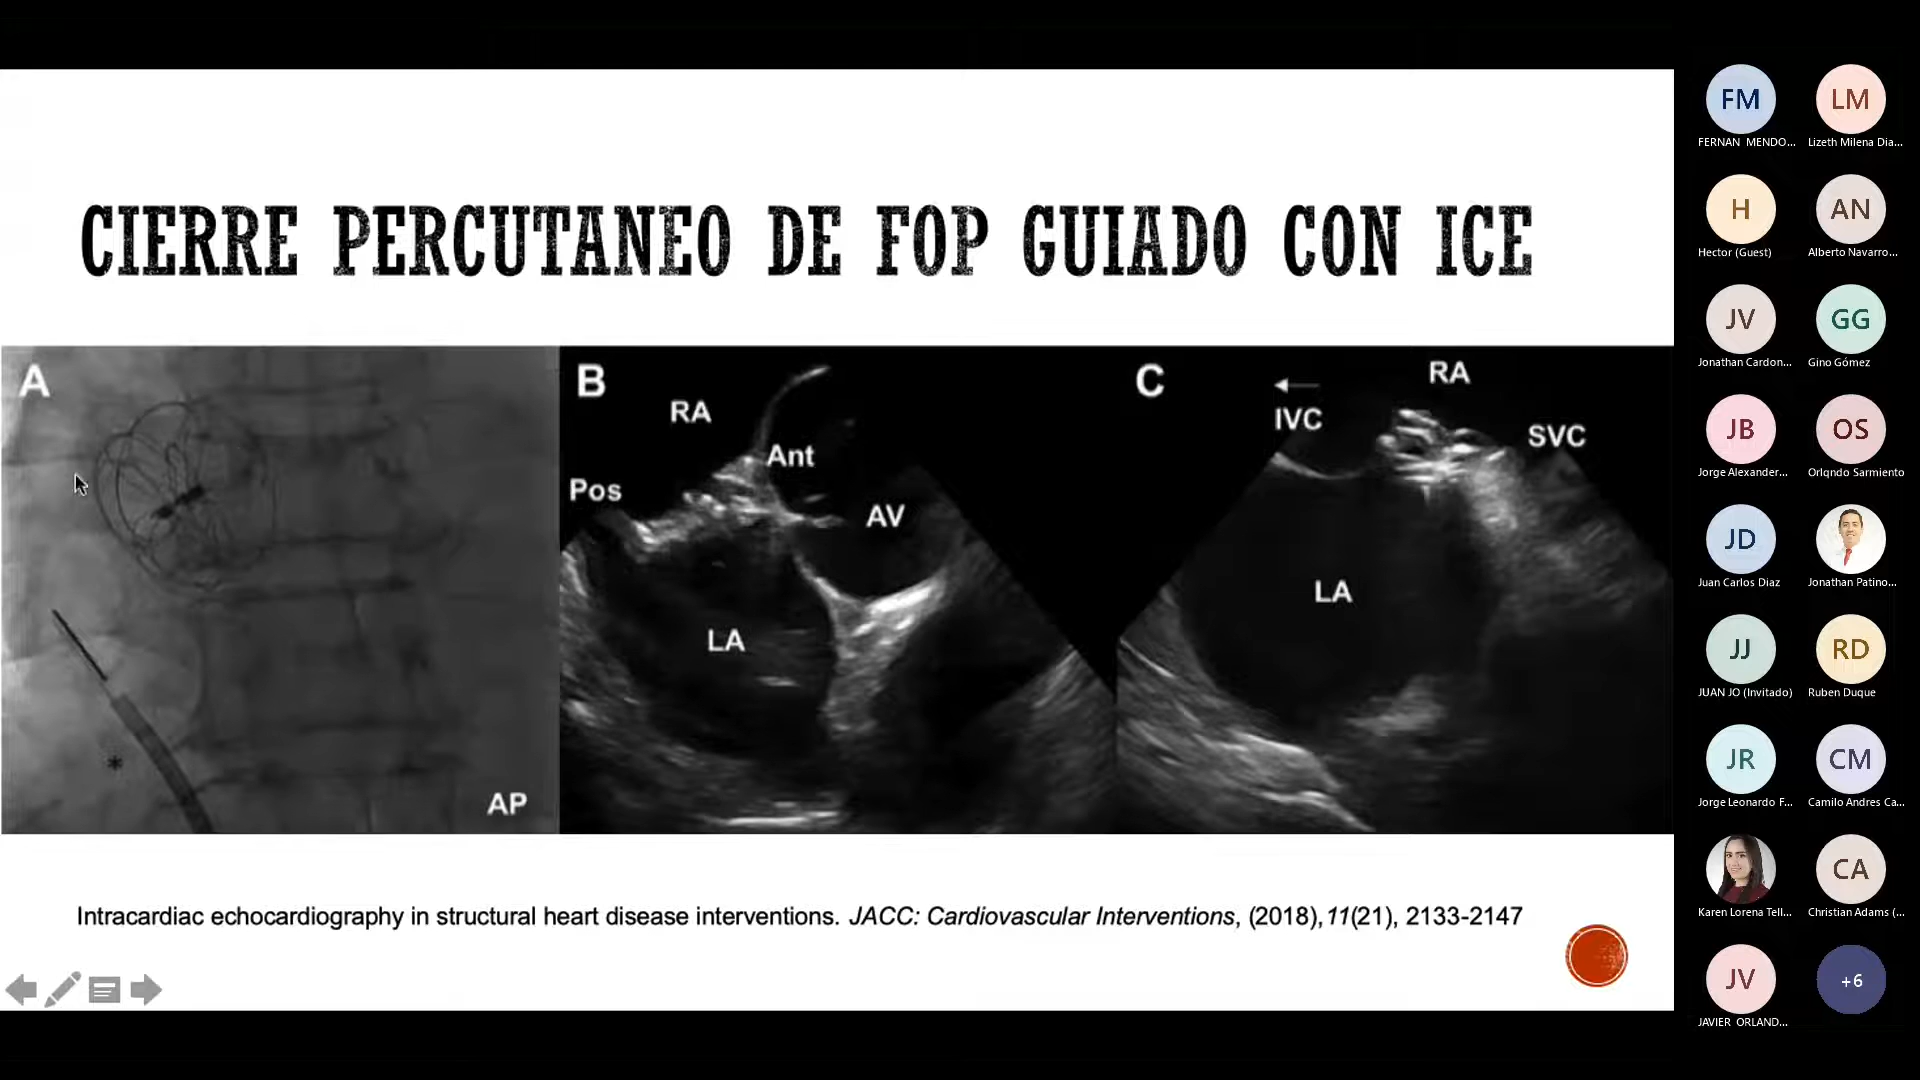 CIERRE PERCUTANEO DE FOP GUIADO CON ICE
A
AP
B
RA
Ant
Pos
AV
LA
C
RA
IVC
SVC
LA
*
Intracardiac echocardiography in structural heart disease interventions. JACC: Cardiovascular Interventions, (2018), 11(21), 2133-2147
FM
FERNAN MENDO...
LM
Lizeth Milena Dia...
H
Hector (Guest)
AN
Alberto Navarro...
JV
Jonathan Cardon...
GG
Gino Gómez
JB
Jorge Alexander...
OS
Orlqndo Sarmiento
JD
Juan Carlos Diaz
Jonathan Patino...
JJ
JUAN JO (Invitado)
RD
Ruben Duque
JR
Jorge Leonardo F...
CM
Camilo Andres Ca...
Karen Lorena Tell...
CA
Christian Adams (...
JV
JAVIER ORLAND...
+6